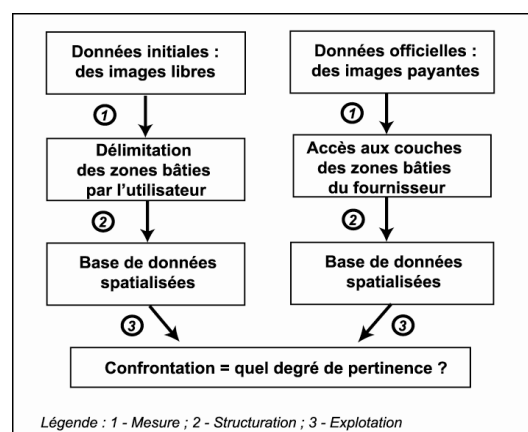 Données initiales :
des images libres
Données officielles :
des images payantes
1
1
Délimitation
des zones bâties
par l'utilisateur
Accès aux couches
des zones bâties
du fournisseur
2
2
Base de données
spatialisées
Base de données
spatialisées
3
3
Confrontation = quel degré de pertinence ?
Légende : 1 - Mesure ; 2 - Structuration ; 3 - Explotation